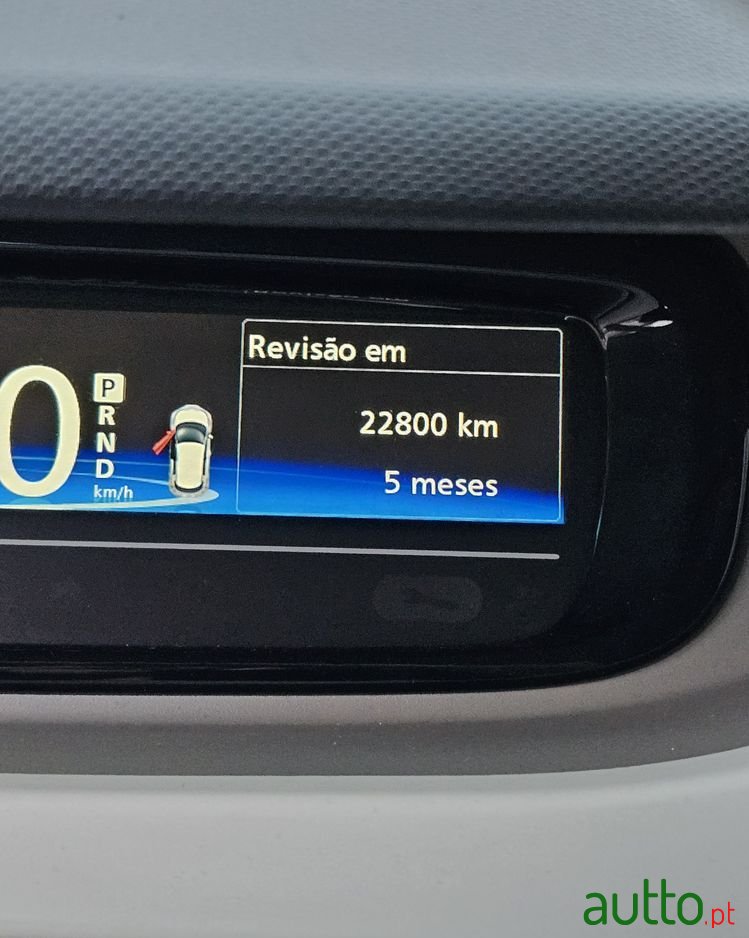 Revisão em
0
P
R
N
D
km/h
22800 km
5 meses
autto.pt